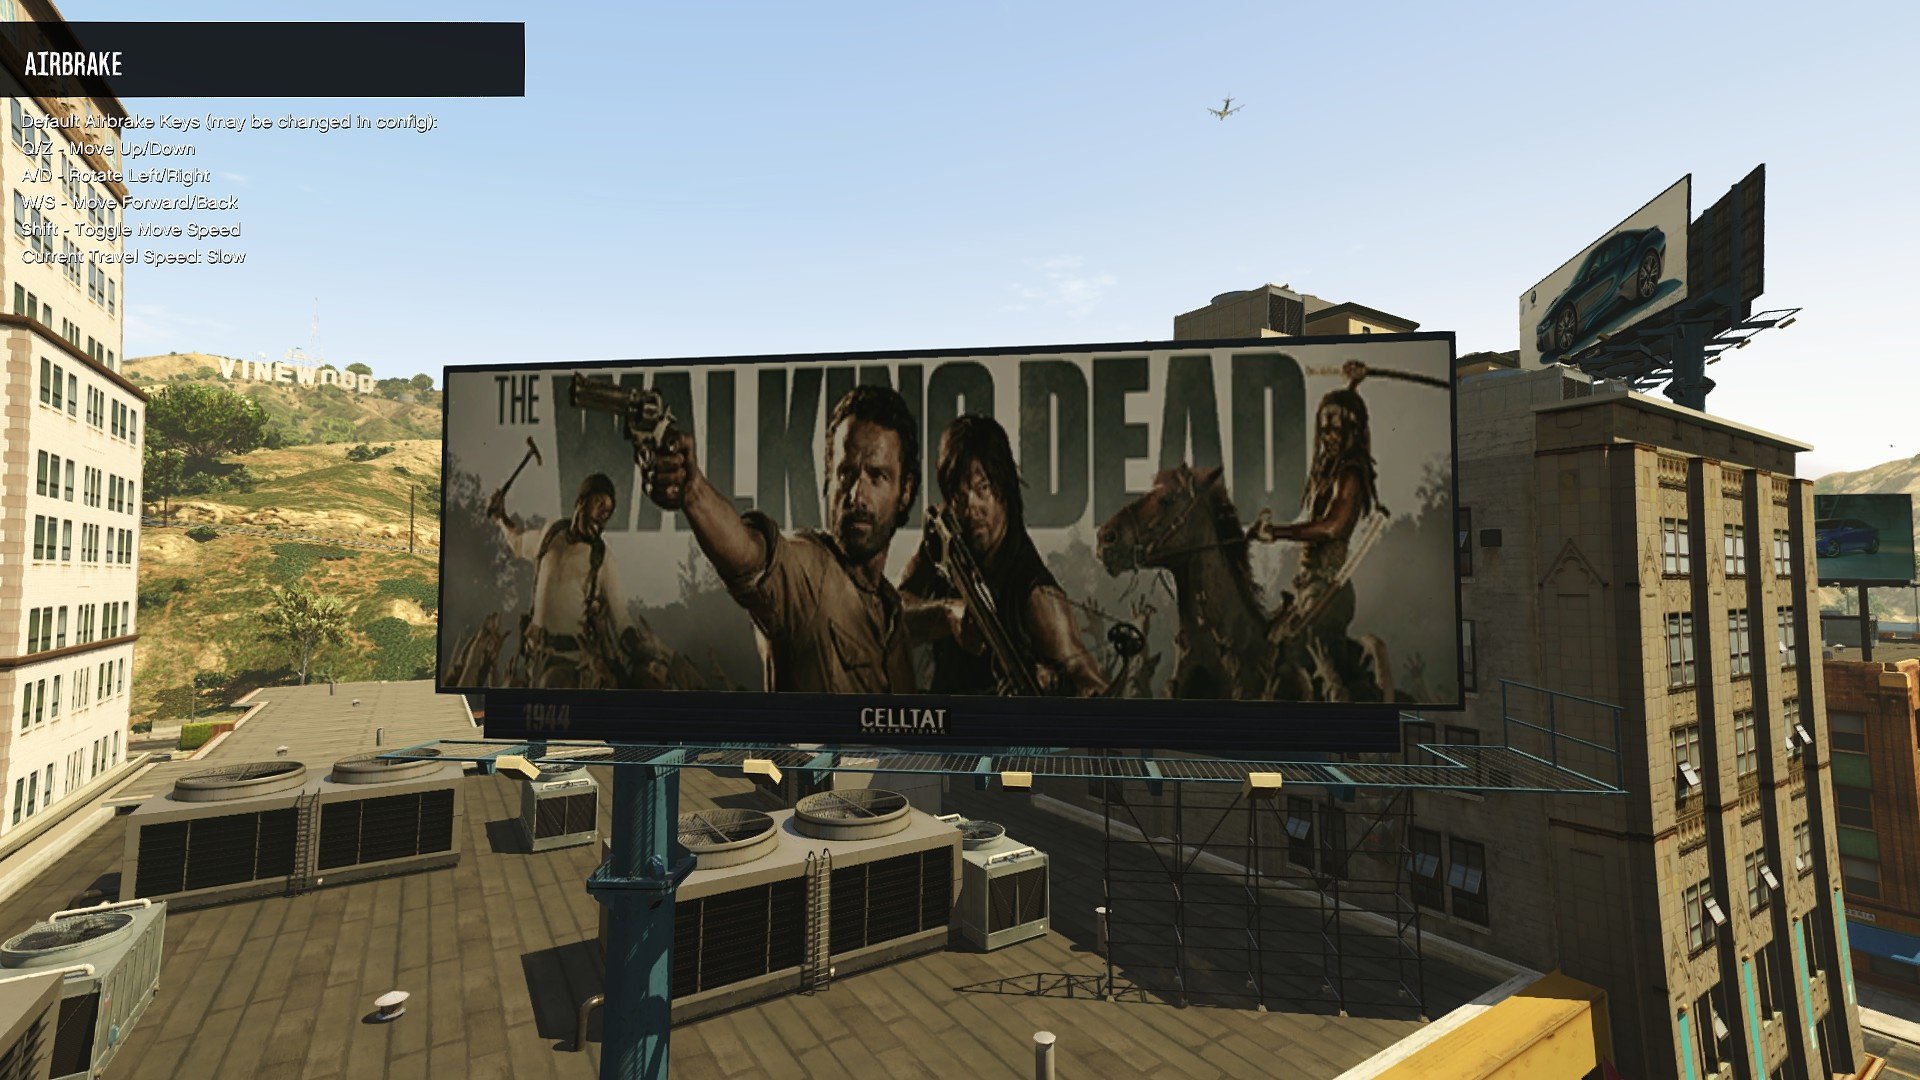 AIRBRAKE
Default Airbrake Keys (may be changed in config):
Q/Z - Move Up/Down
A/D - Rotate Left/Right
W/S - Move Forward/Back
Shift - Toggle Move Speed
Current Travel Speed: Slow
VINEWOOD
THE WALKING DEAD
1944
CELLTAT
ADVERTISING